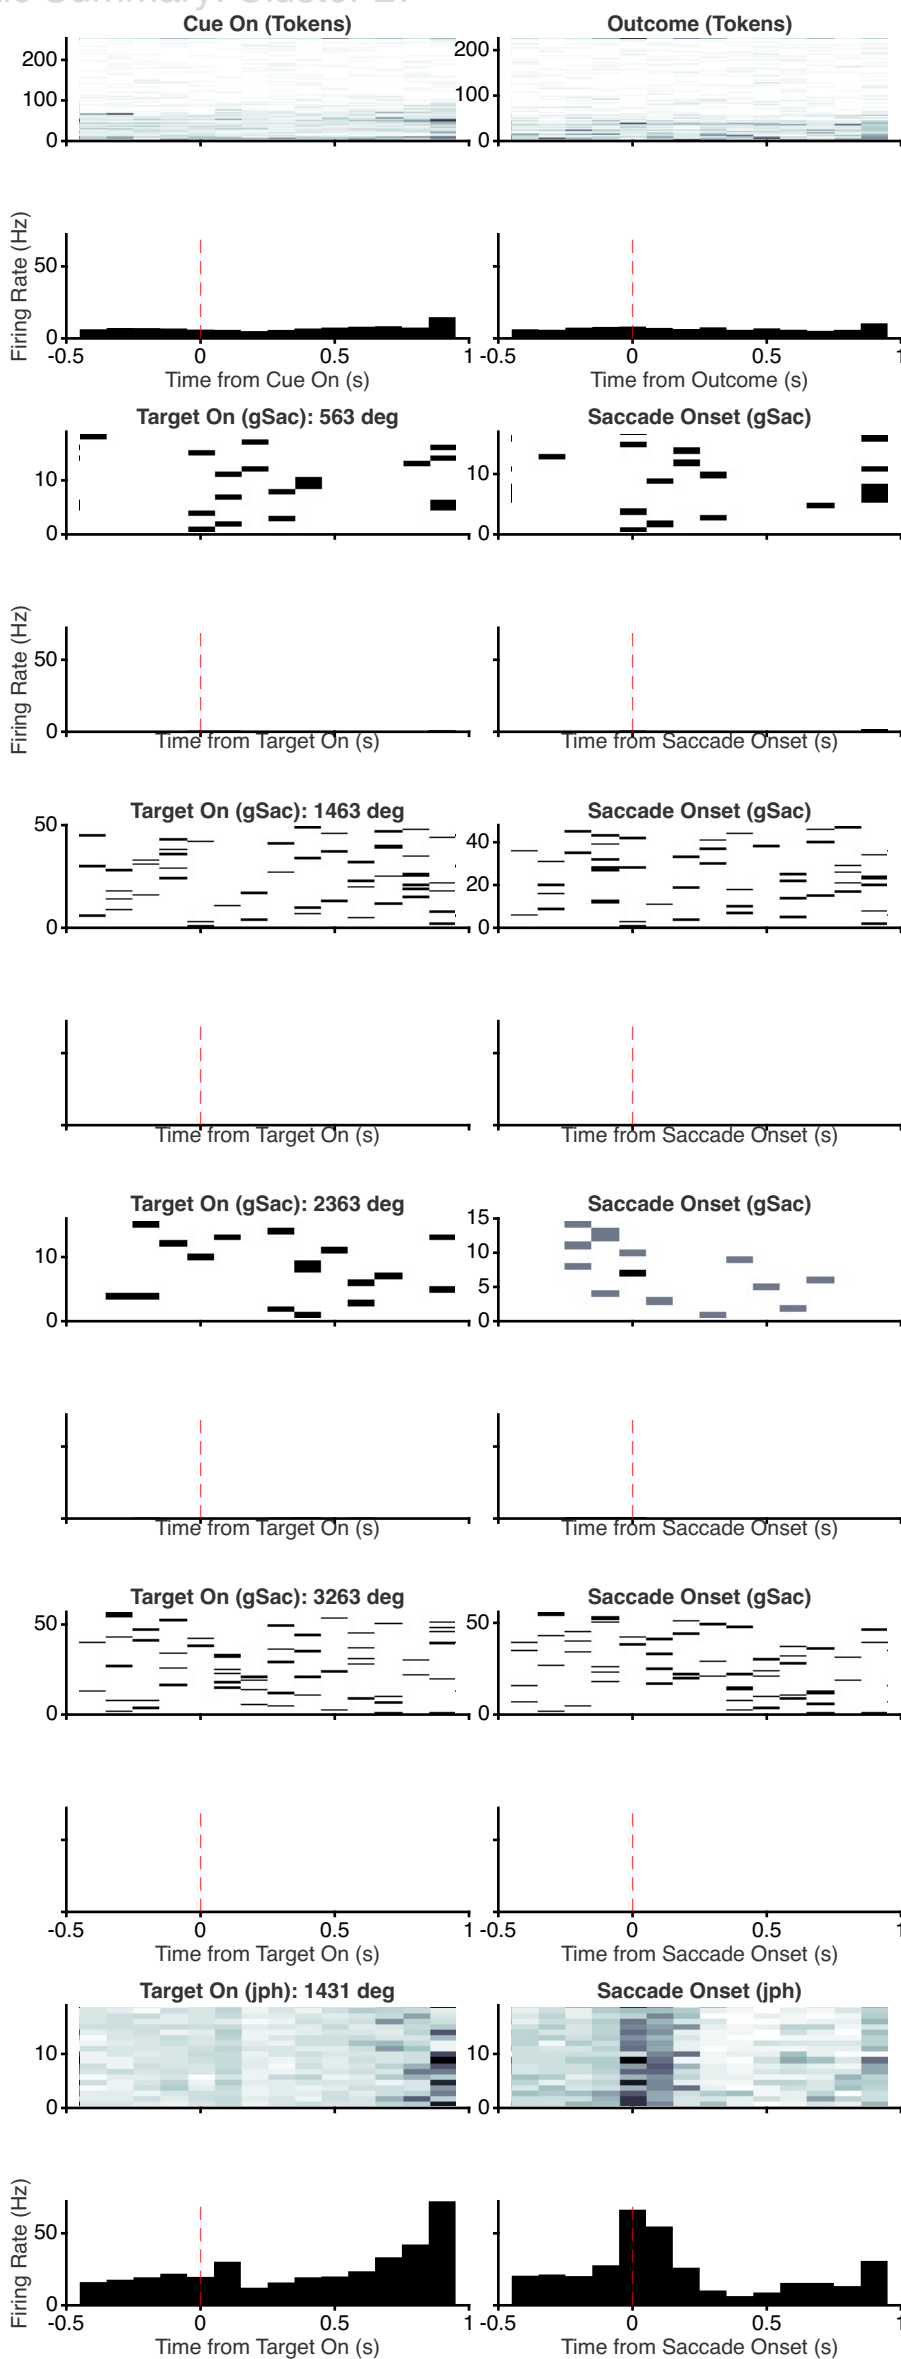 Summary: Cluster 27
Cue On (Tokens) Outcome (Tokens)
200 200
100 100
0 0
Firing Rate (Hz)
50
0
-0.5 0 0.5 1 -0.5 0 0.5 1
Time from Cue On (s) Time from Outcome (s)
Target On (gSac): 563 deg Saccade Onset (gSac)
10 10
0 0
Firing Rate (Hz)
50
0
Time from Target On (s) Time from Saccade Onset (s)
Target On (gSac): 1463 deg Saccade Onset (gSac)
50 40
20
0 0
Time from Target On (s) Time from Saccade Onset (s)
Target On (gSac): 2363 deg Saccade Onset (gSac)
15
10 10
5
0 0
Time from Target On (s) Time from Saccade Onset (s)
Target On (gSac): 3263 deg Saccade Onset (gSac)
50 50
0 0
-0.5 0 0.5 1 -0.5 0 0.5 1
Time from Target On (s) Time from Saccade Onset (s)
Target On (jph): 1431 deg Saccade Onset (jph)
10 10
0 0
Firing Rate (Hz)
50
0
-0.5 0 0.5 1 -0.5 0 0.5 1
Time from Target On (s) Time from Saccade Onset (s)